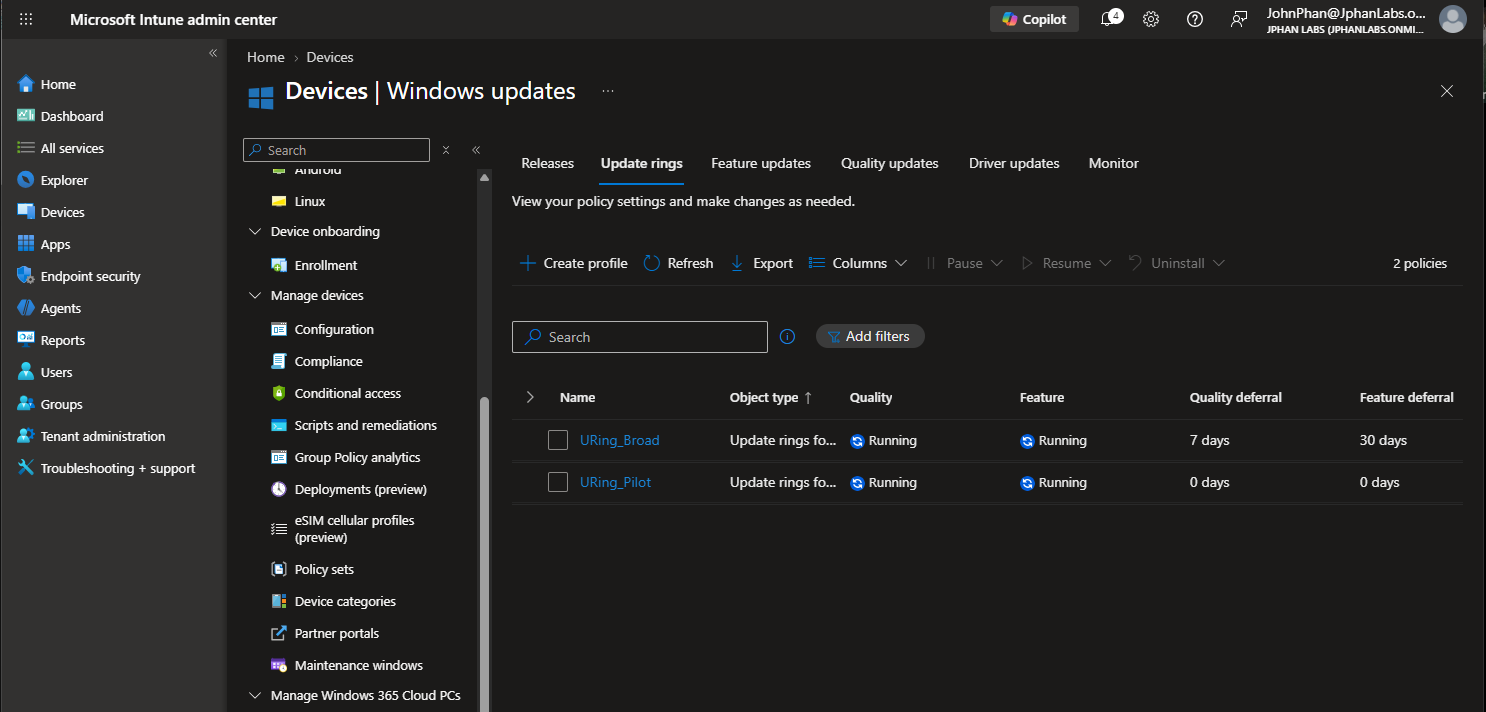 Microsoft Intune admin center
Copilot
4
JohnPhan@JphanLabs.o...
JPHAN LABS (JPHANLABS.ONMI...
Home
Dashboard
All services
Explorer
Devices
Apps
Endpoint security
Agents
Reports
Users
Groups
Tenant administration
Troubleshooting + support
Home > Devices
Devices | Windows updates
...
Search
Android
Linux
Device onboarding
Enrollment
Manage devices
Configuration
Compliance
Conditional access
Scripts and remediations
Group Policy analytics
Deployments (preview)
eSIM cellular profiles
(preview)
Policy sets
Device categories
Partner portals
Maintenance windows
Manage Windows 365 Cloud PCs
Releases Update rings Feature updates Quality updates Driver updates Monitor
View your policy settings and make changes as needed.
Create profile Refresh Export Columns Pause Resume Uninstall 2 policies
Search Add filters
Name Object type ↑ Quality Feature Quality deferral Feature deferral
URing_Broad Update rings fo... Running Running 7 days 30 days
URing_Pilot Update rings fo... Running Running 0 days 0 days